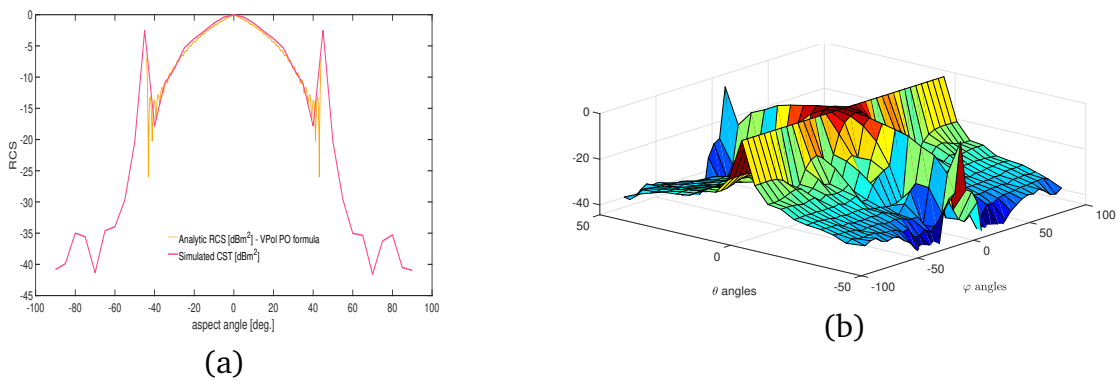 0
-5
-10
-15
-20
-25
-30
-35
-40
-45
RCS
Analytic RCS [dBm²] - VPol PO formula
Simulated CST [dBm²]
-100 -80 -60 -40 -20 0 20 40 60 80 100
aspect angle [deg.]
(a)
0
-20
-40
50
0
-50
θ angles
-100
-50
0
50
100
φ angles
(b)